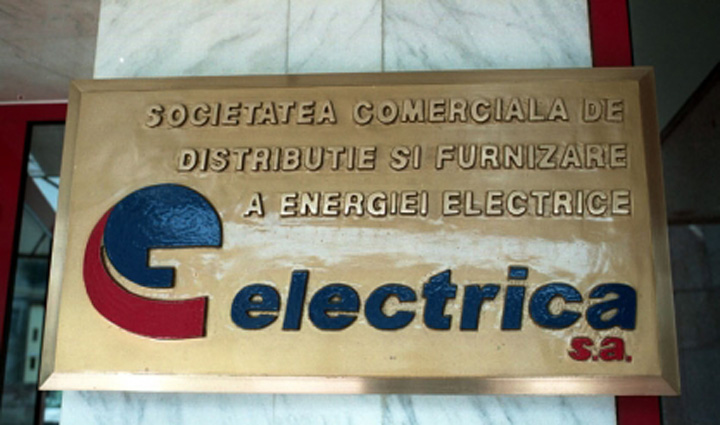 SOCIETATEA COMERCIALA DE
DISTRIBUTIE SI FURNIZARE
A ENERGIEI ELECTRICE
e electrica
s.a.